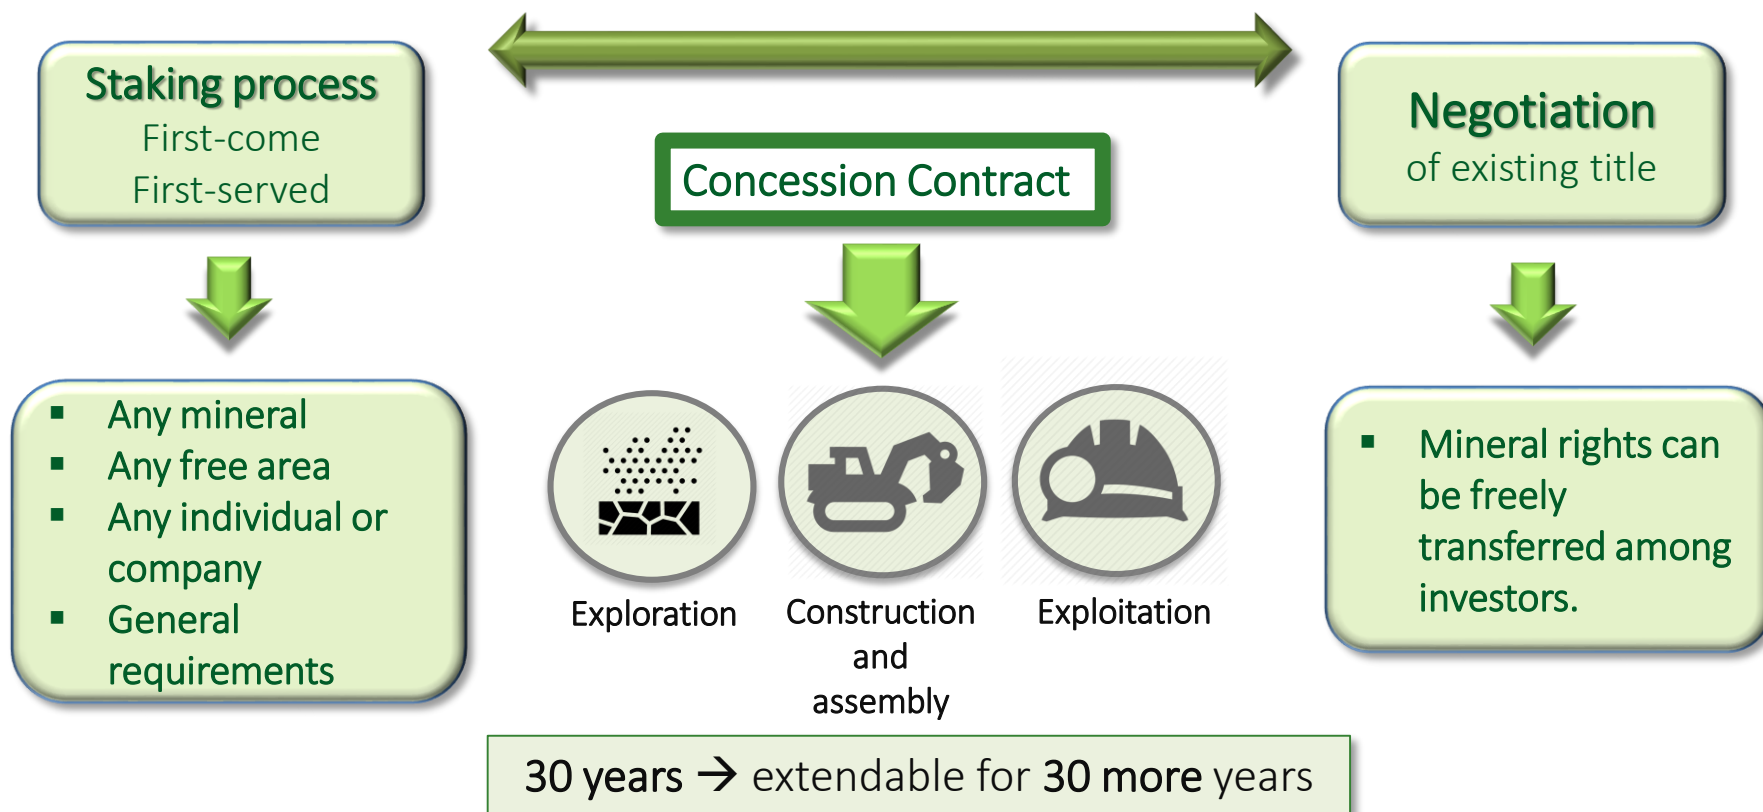 Staking process
First-come
First-served
Concession Contract
Negotiation
of existing title
▪ Any mineral
▪ Any free area
▪ Any individual or
company
▪ General
requirements
Exploration
Construction
and
assembly
Exploitation
▪ Mineral rights can
be freely
transferred among
investors.
30 years → extendable for 30 more years